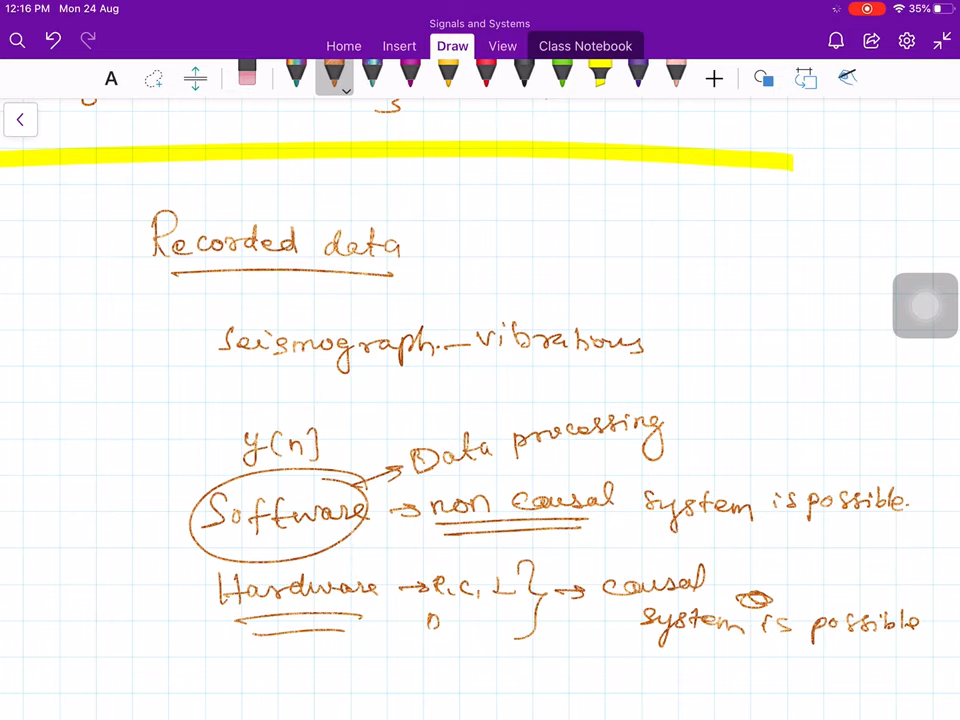 12:16 PM Mon 24 Aug
35%
Signals and Systems
Home Insert Draw View Class Notebook
A
Recorded data
Seismograph - vibrations
y[n]
Data processing
Software → non causal system is possible.
Hardware → R, C, L } → causal
D
system is possible